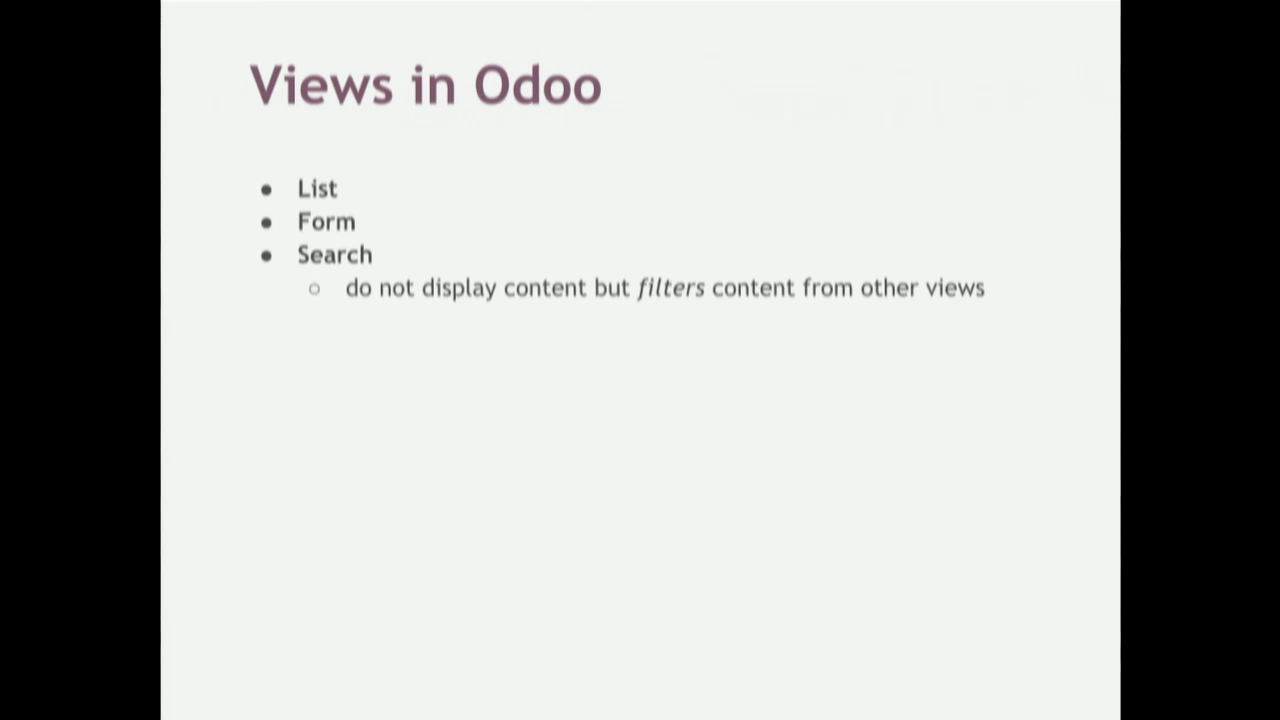 Views in Odoo
● List
● Form
● Search
○ do not display content but filters content from other views